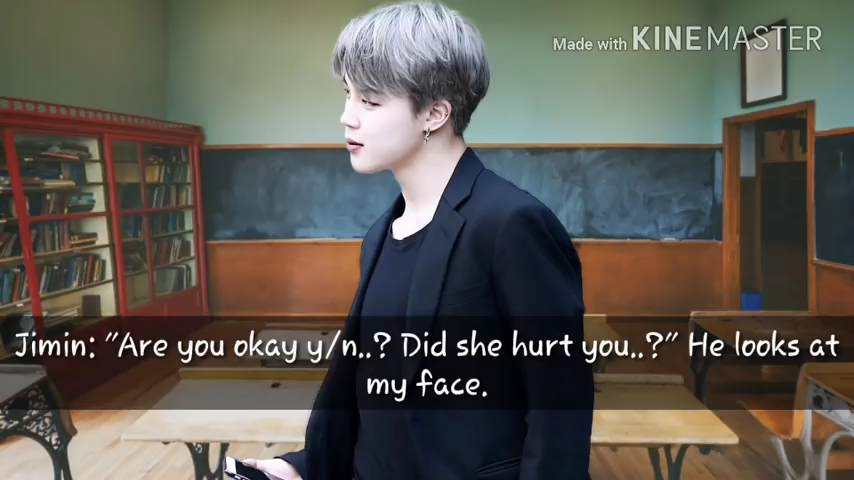 Made with KINEMASTER
Jimin: "Are you okay y/n..? Did she hurt you..?" He looks at
my face.